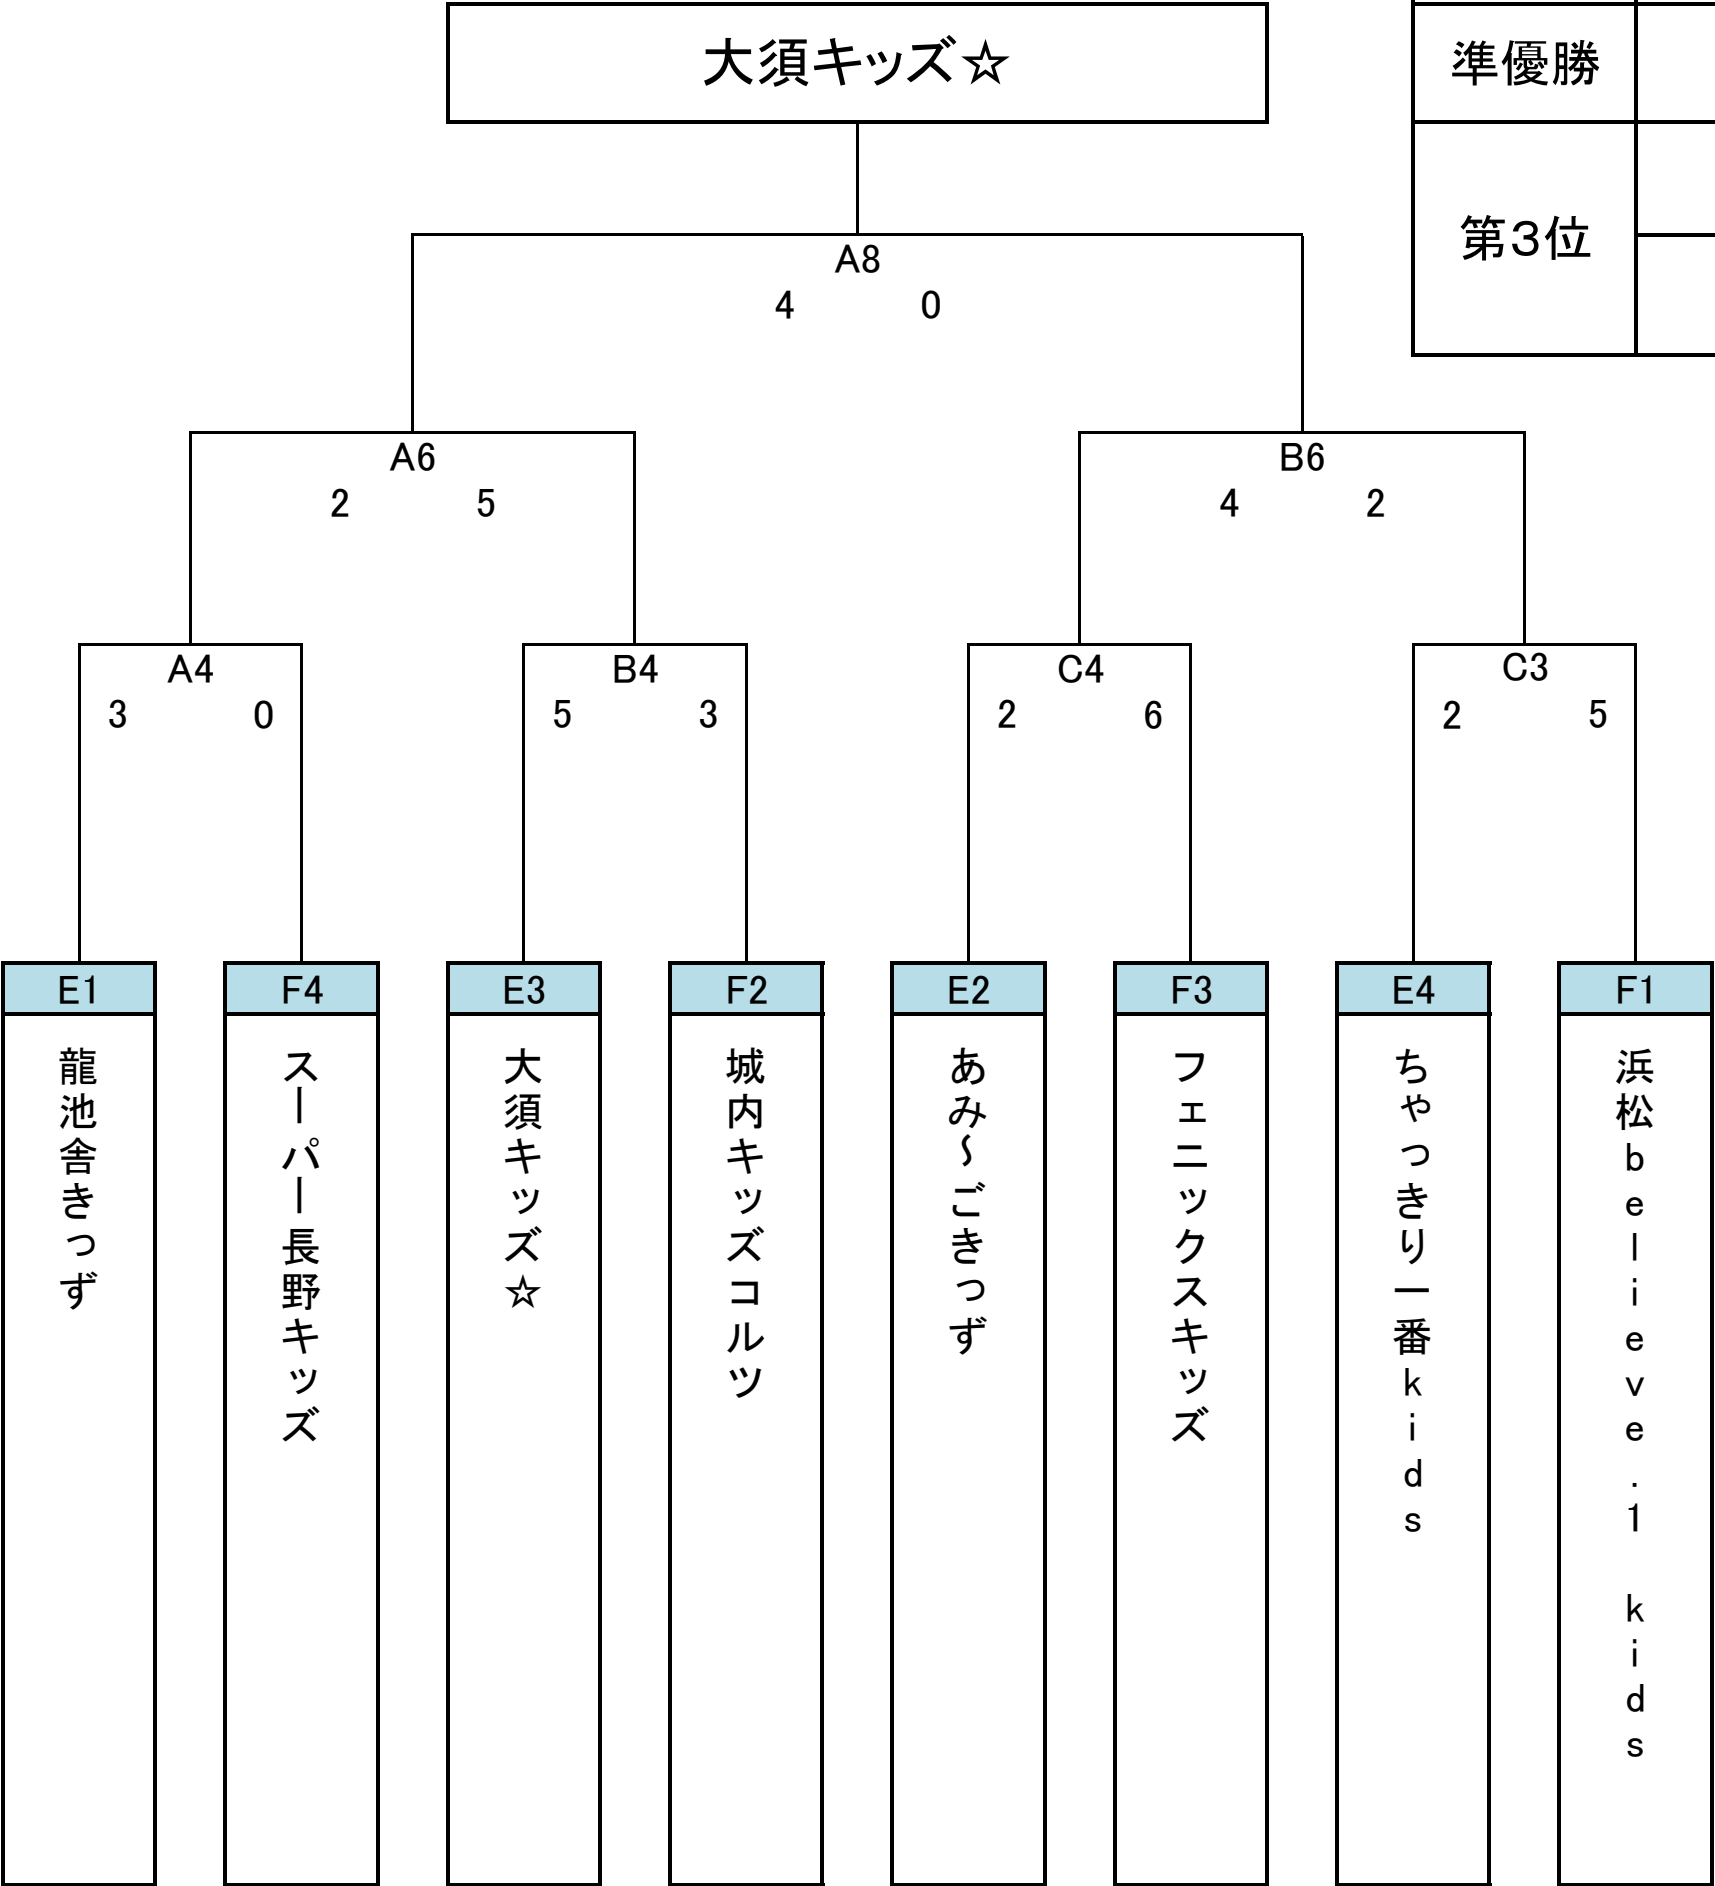 大須キッズ☆
準優勝
第3位
A8
4 0
A6
2 5
B6
4 2
A4
3 0
B4
5 3
C4
2 6
C3
2 5
E1
F4
E3
F2
E2
F3
E4
F1
龍池舎きっず
スーパー長野キッズ
大須キッズ☆
城内キッズコルツ
あみ～ごきっず
フェニックスキッズ
ちゃっきり一番kids
浜松believe.1 kids